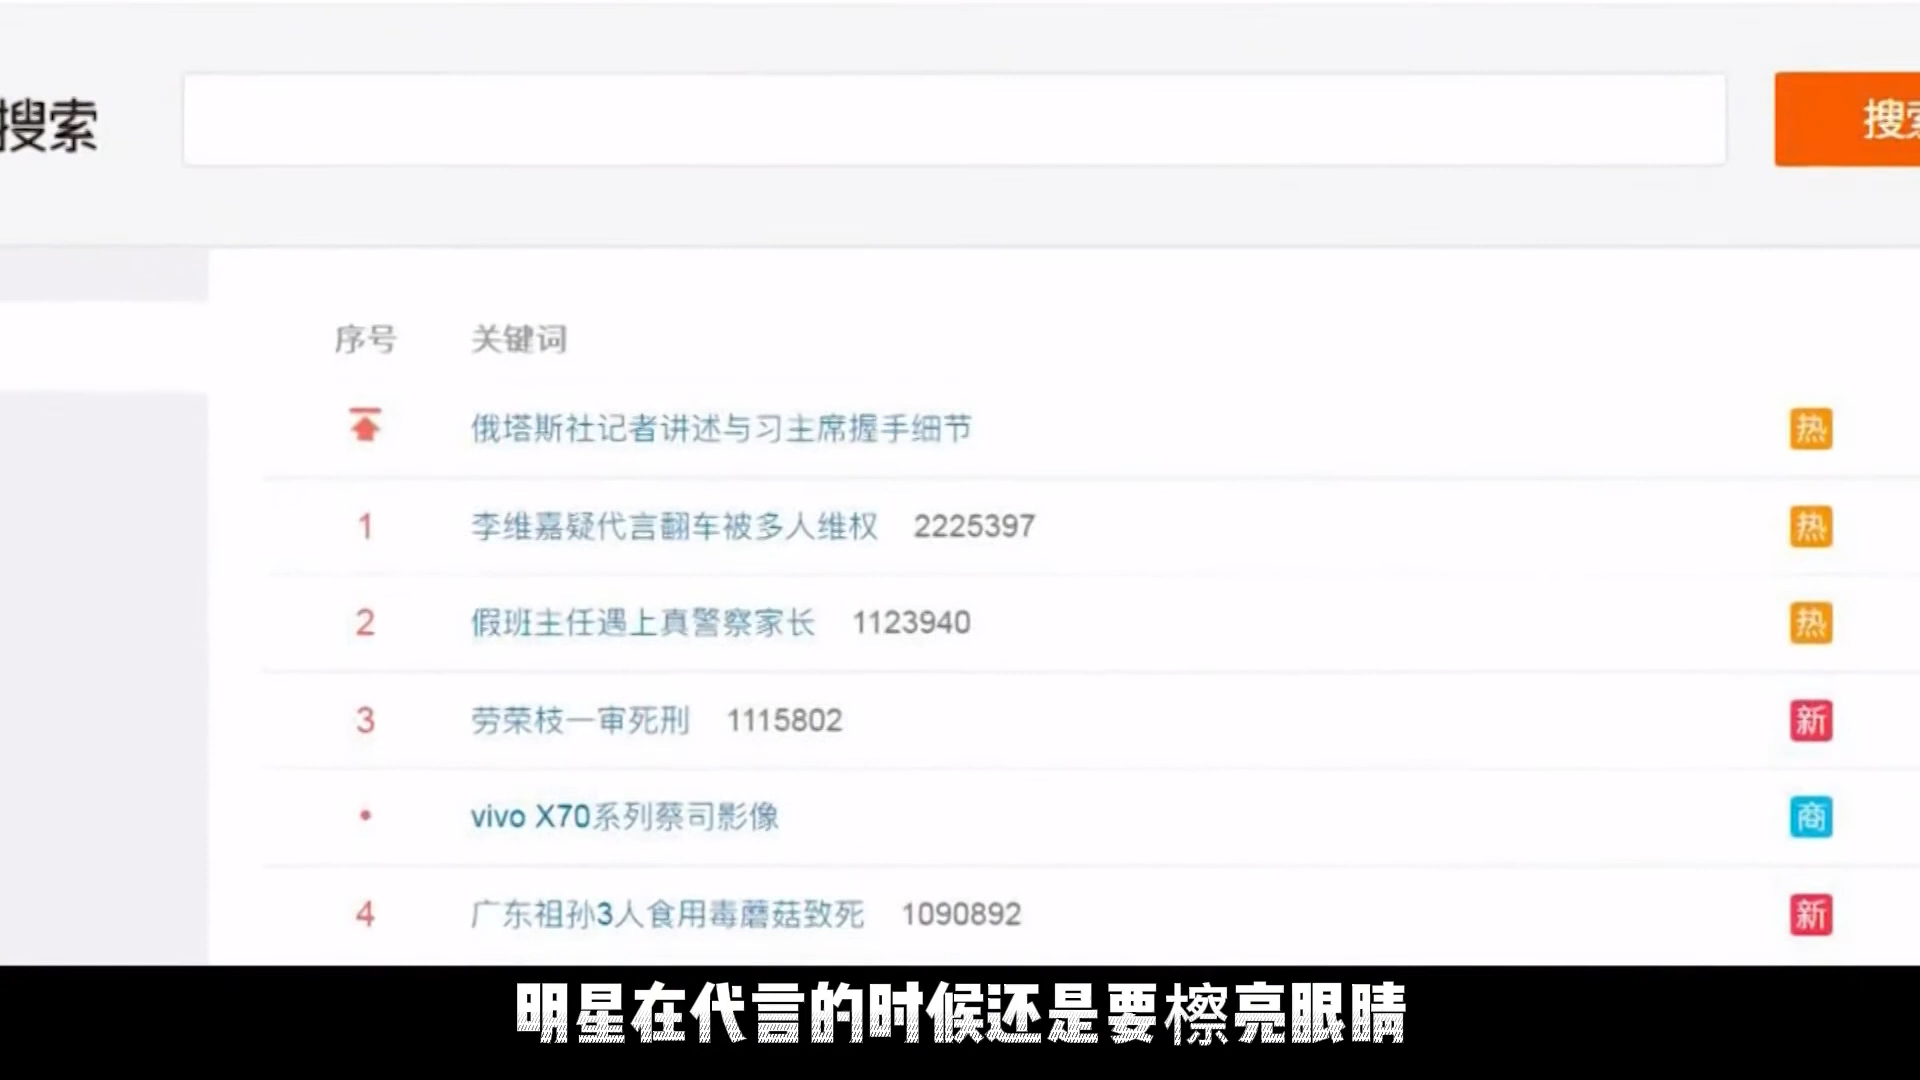 搜索
搜索
序号 关键词
俄塔斯社记者讲述与习主席握手细节 热
1 李维嘉疑代言翻车被多人维权 2225397 热
2 假班主任遇上真警察家长 1123940 热
3 劳荣枝一审死刑 1115802 新
• vivo X70系列蔡司影像 商
4 广东祖孙3人食用毒蘑菇致死 1090892 新
明星在代言的时候还是要檫亮眼睛